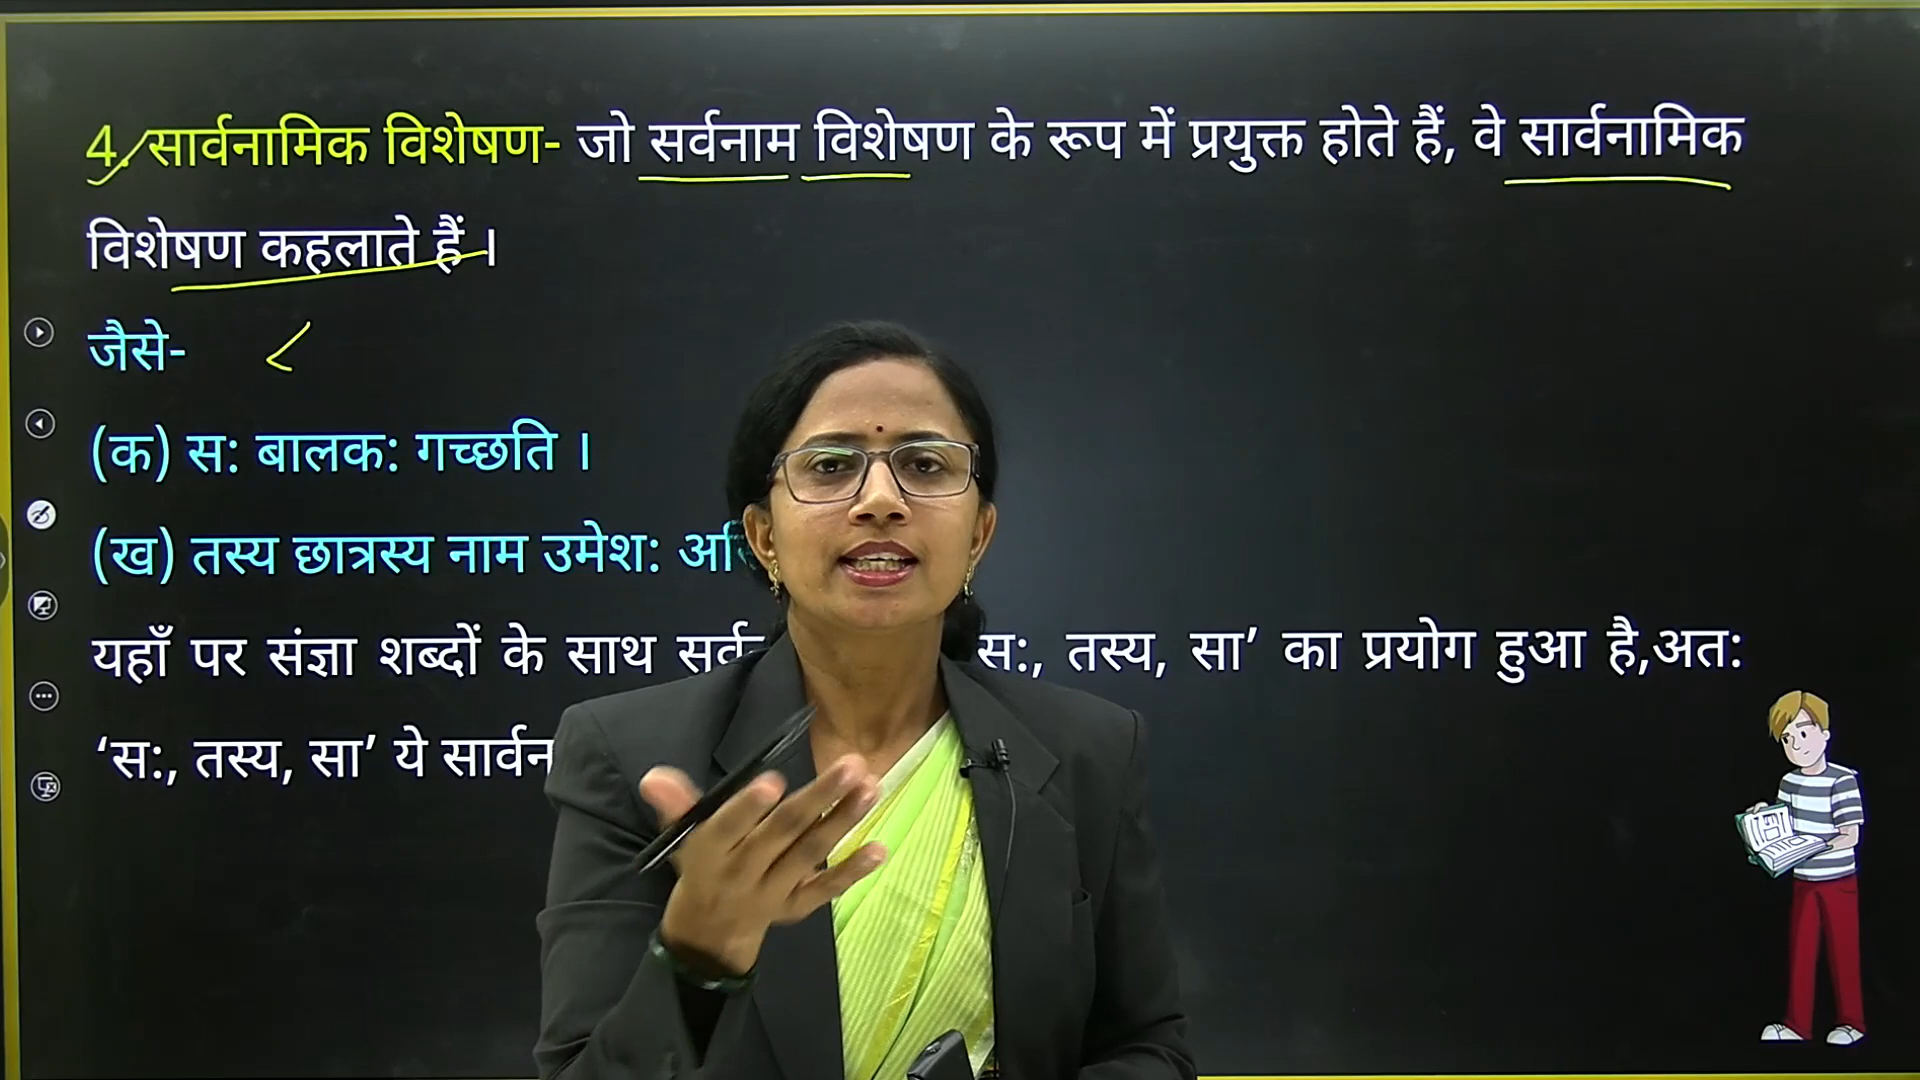 4. सार्वनामिक विशेषण- जो सर्वनाम विशेषण के रूप में प्रयुक्त होते हैं, वे सार्वनामिक
विशेषण कहलाते हैं ।
जैसे-
(क) स: बालक: गच्छति ।
(ख) तस्य छात्रस्य नाम उमेश:
यहाँ पर संज्ञा शब्दों के साथ स:, तस्य, सा’ का प्रयोग हुआ है,अत:
‘स:, तस्य, सा’ ये